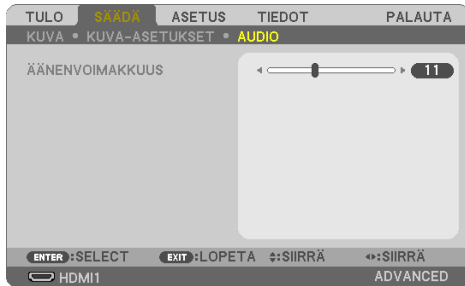 TULO SÄÄDÄ ASETUS TIEDOT PALAUTA
KUVA • KUVA-ASETUKSET • AUDIO
ÄÄNENVOIMAKKUUS 11
ENTER :SELECT EXIT :LOPETA :SIIRRÄ :SIIRRÄ
HDMI1 ADVANCED